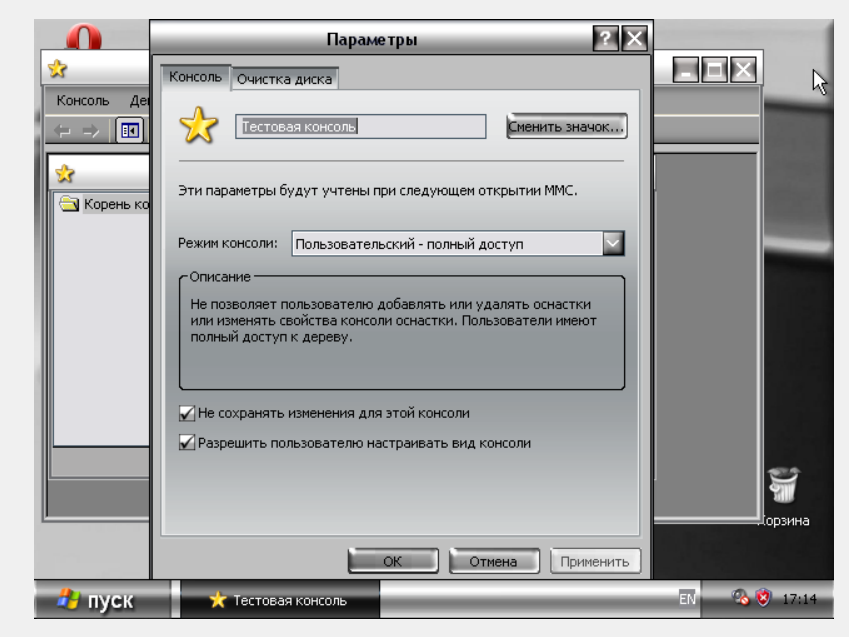 Параметры
Консоль Очистка диска
Консоль
Тестовая консоль Сменить значок...
Эти параметры будут учтены при следующем открытии MMC.
Корень ко
Режим консоли: Пользовательский - полный доступ
Описание
Не позволяет пользователю добавлять или удалять оснастки
или изменять свойства консоли оснастки. Пользователи имеют
полный доступ к дереву.
Не сохранять изменения для этой консоли
Разрешить пользователю настраивать вид консоли
Корзина
ОК Отмена Применить
пуск Тестовая консоль EN 17:14